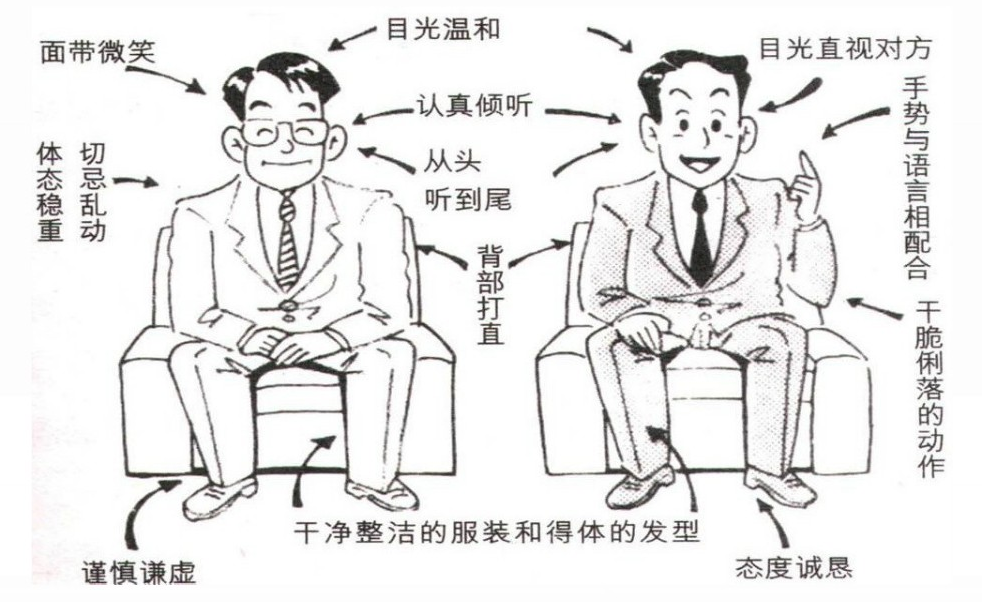 目光温和
面带微笑
目光直视对方
认真倾听
手势与语言相配合
从头
听到尾
切忌乱动
体态稳重
背部打直
干脆俐落的动作
干净整洁的服装和得体的发型
谨慎谦虚
态度诚恳